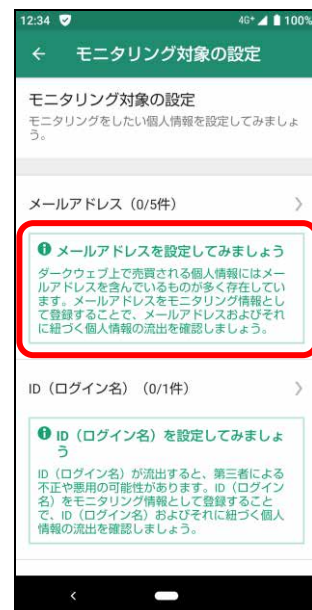 12:34 4G+ 100%
← モニタリング対象の設定
モニタリング対象の設定
モニタリングをしたい個人情報を設定してみましょ
う。
メールアドレス（0/5件）
メールアドレスを設定してみましょう
ダークウェブ上で売買される個人情報にはメー
ルアドレスを含んでいるものが多く存在してい
ます。メールアドレスをモニタリング情報とし
て登録することで、メールアドレスおよびそれ
に紐づく個人情報の流出を確認しましょう。
ID（ログイン名）（0/1件）
ID（ログイン名）を設定してみましょ
う
ID（ログイン名）が流出すると、第三者による
不正や悪用の可能性があります。ID（ログイン
名）をモニタリング情報として登録すること
で、ID（ログイン名）およびそれに紐づく個人
情報の流出を確認しましょう。